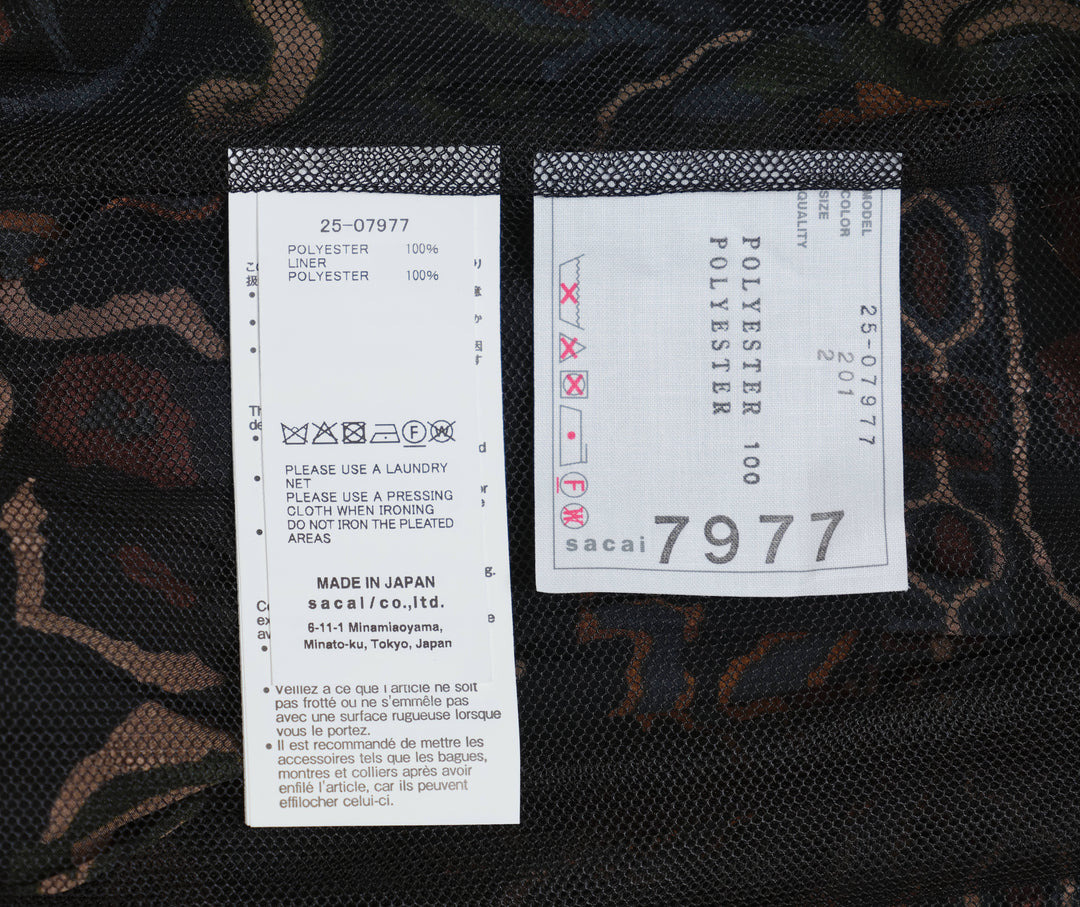 25-07977
POLYESTER 100%
LINER
POLYESTER 100%
PLEASE USE A LAUNDRY
NET
PLEASE USE A PRESSING
CLOTH WHEN IRONING
DO NOT IRON THE PLEATED
AREAS
MADE IN JAPAN
sacai/co.,ltd.
6-11-1 Minamiaoyama,
Minato-ku, Tokyo, Japan
• Veillez à ce que l'article ne soit
pas frotté ou ne s'emmêle pas
avec une surface rugueuse lorsque
vous le portez.
• Il est recommandé de mettre les
accessoires tels que les bagues,
montres et colliers après avoir
enfilé l'article, car ils peuvent
effilocher celui-ci.
MODEL 25-07977
COLOR 201
SIZE 2
QUALITY
POLYESTER 100
POLYESTER
F
W
sacai 7977